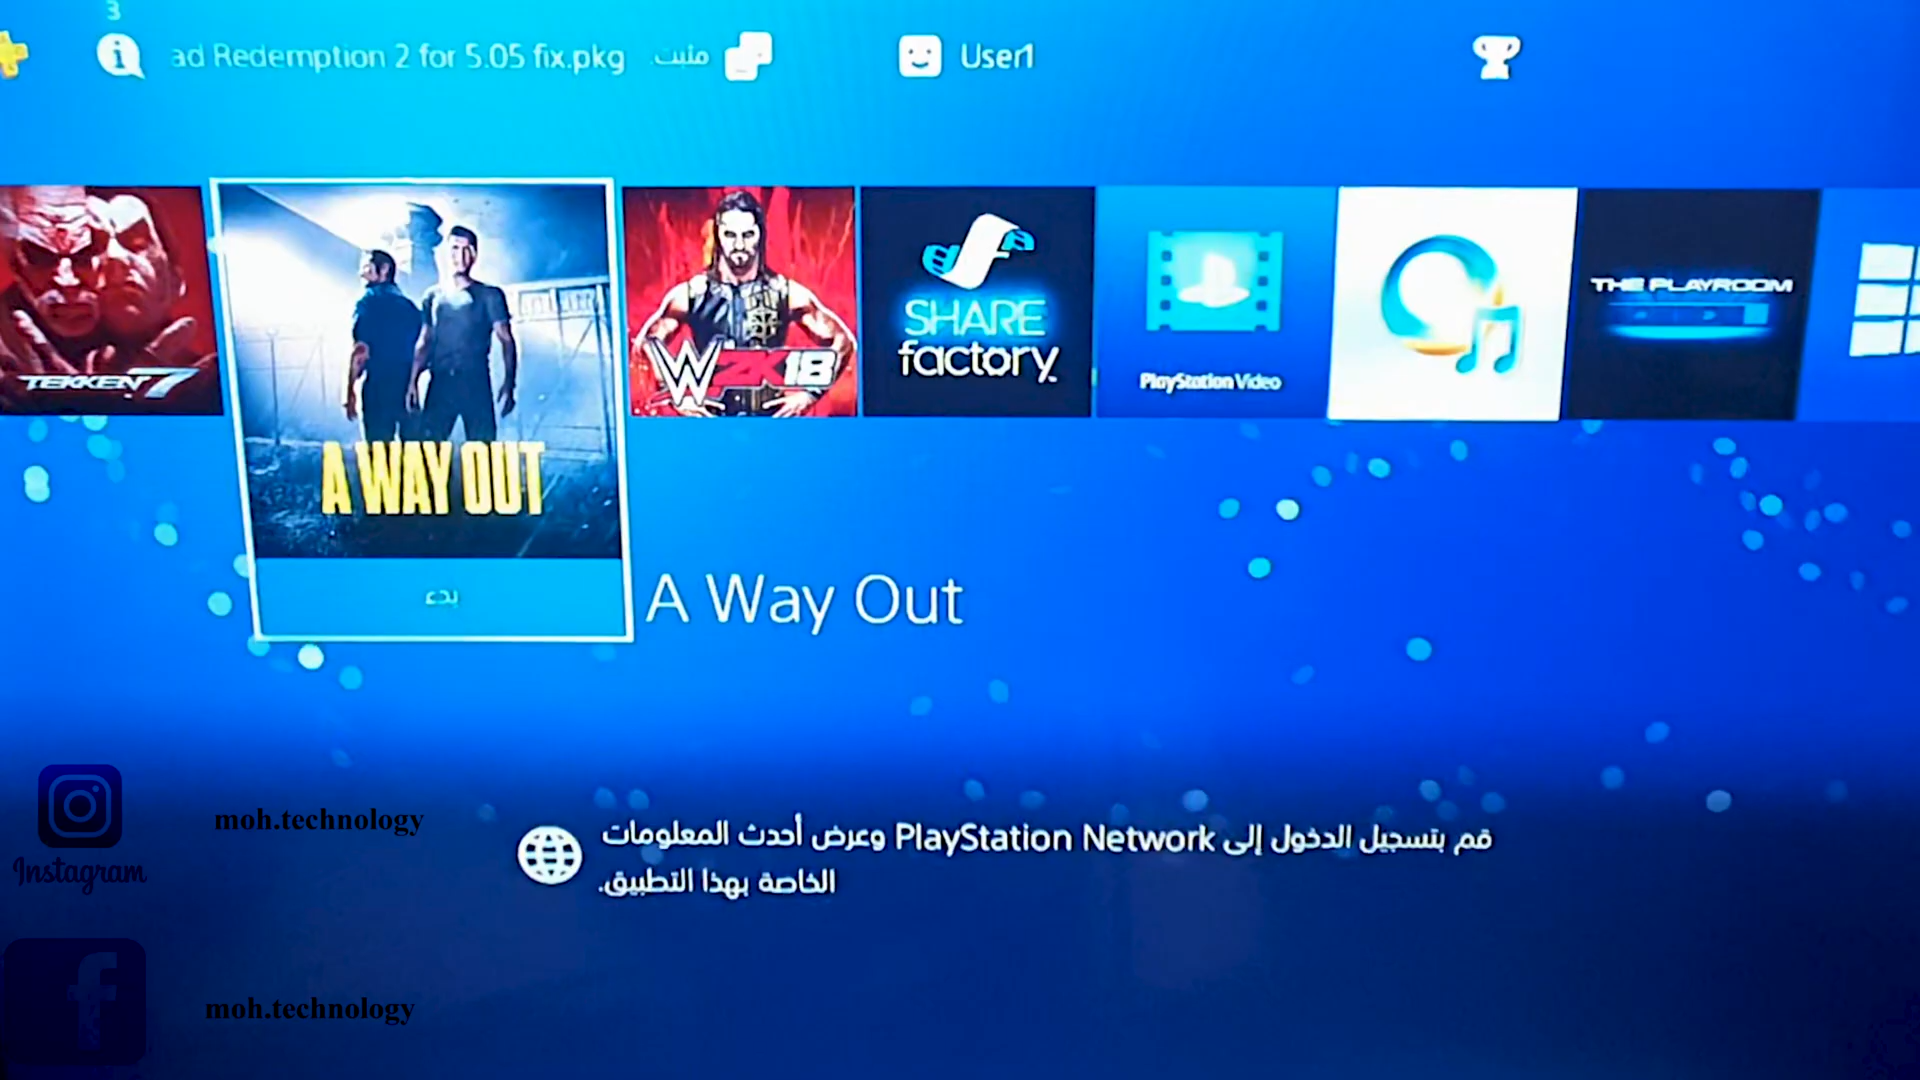 3
ad Redemption 2 for 5.05 fix.pkg مثبت.
User1
TEKKEN 7
A WAY OUT
W2K18
SHARE
factory
PlayStation Video
THE PLAYROOM
بدء
A Way Out
قم بتسجيل الدخول إلى PlayStation Network وعرض أحدث المعلومات
الخاصة بهذا التطبيق.
Instagram
moh.technology
f
moh.technology